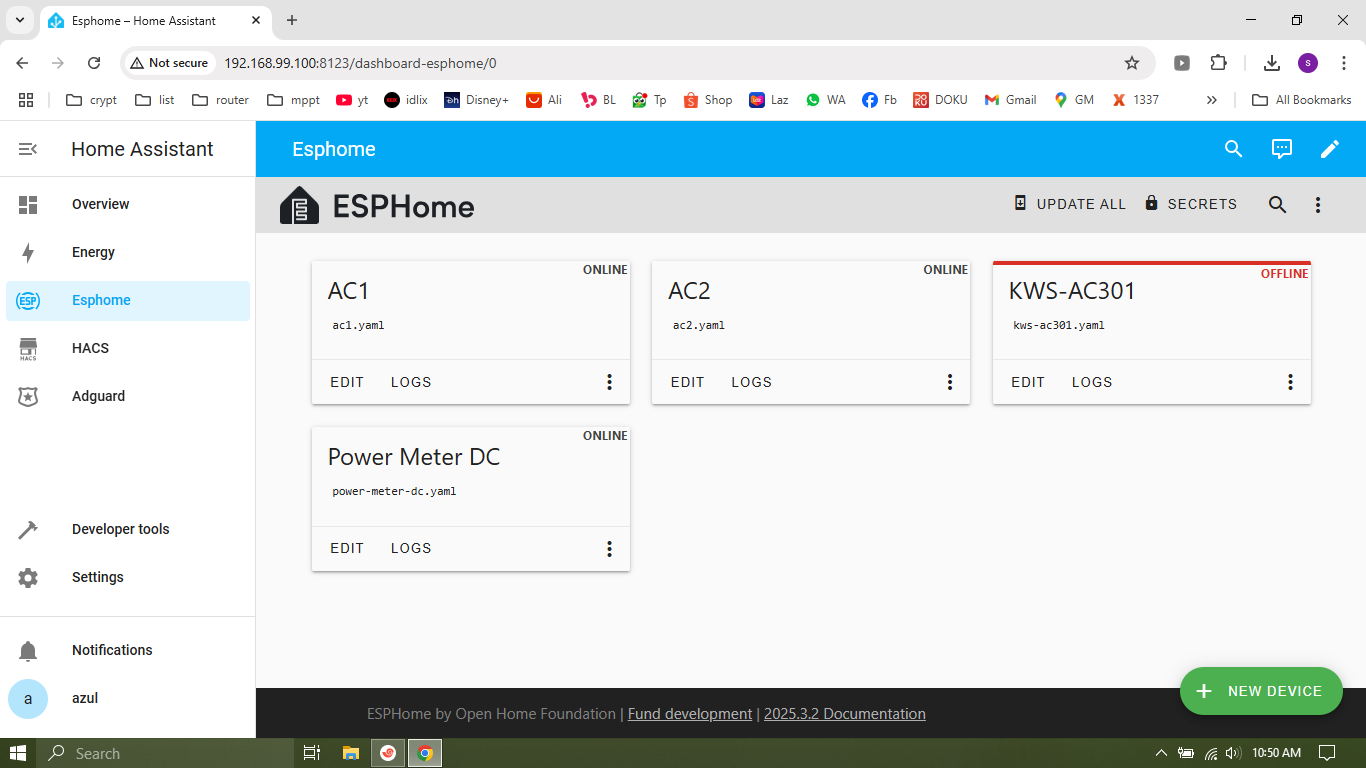 Esphome – Home Assistant
Not secure
192.168.99.100:8123/dashboard-esphome/0
s
crypt
list
router
mppt
yt
idlix
Disney+
Ali
BL
Tp
Shop
Laz
WA
Fb
DOKU
Gmail
GM
1337
All Bookmarks
Home Assistant
Esphome
Overview
Energy
Esphome
HACS
Adguard
Developer tools
Settings
Notifications
a
azul
ESPHome
UPDATE ALL
SECRETS
ONLINE
AC1
ac1.yaml
EDIT
LOGS
ONLINE
AC2
ac2.yaml
EDIT
LOGS
OFFLINE
KWS-AC301
kws-ac301.yaml
EDIT
LOGS
ONLINE
Power Meter DC
power-meter-dc.yaml
EDIT
LOGS
NEW DEVICE
ESPHome by Open Home Foundation | Fund development | 2025.3.2 Documentation
Search
10:50 AM